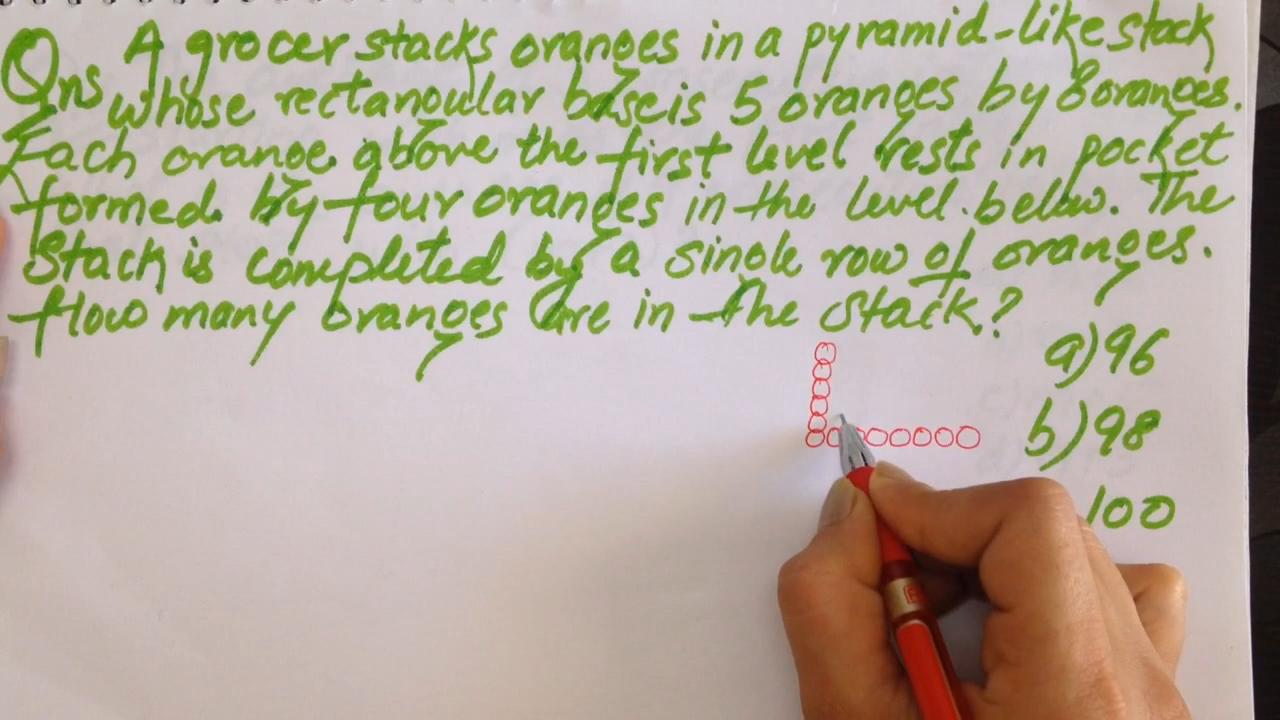 Qns A grocer stacks oranges in a pyramid-like stack
whose rectangular base is 5 oranges by 8 oranges.
Each orange above the first level rests in pocket
formed by four oranges in the level below. The
Stack is completed by a single row of oranges.
How many oranges are in the stack?
a) 96
b) 98
100